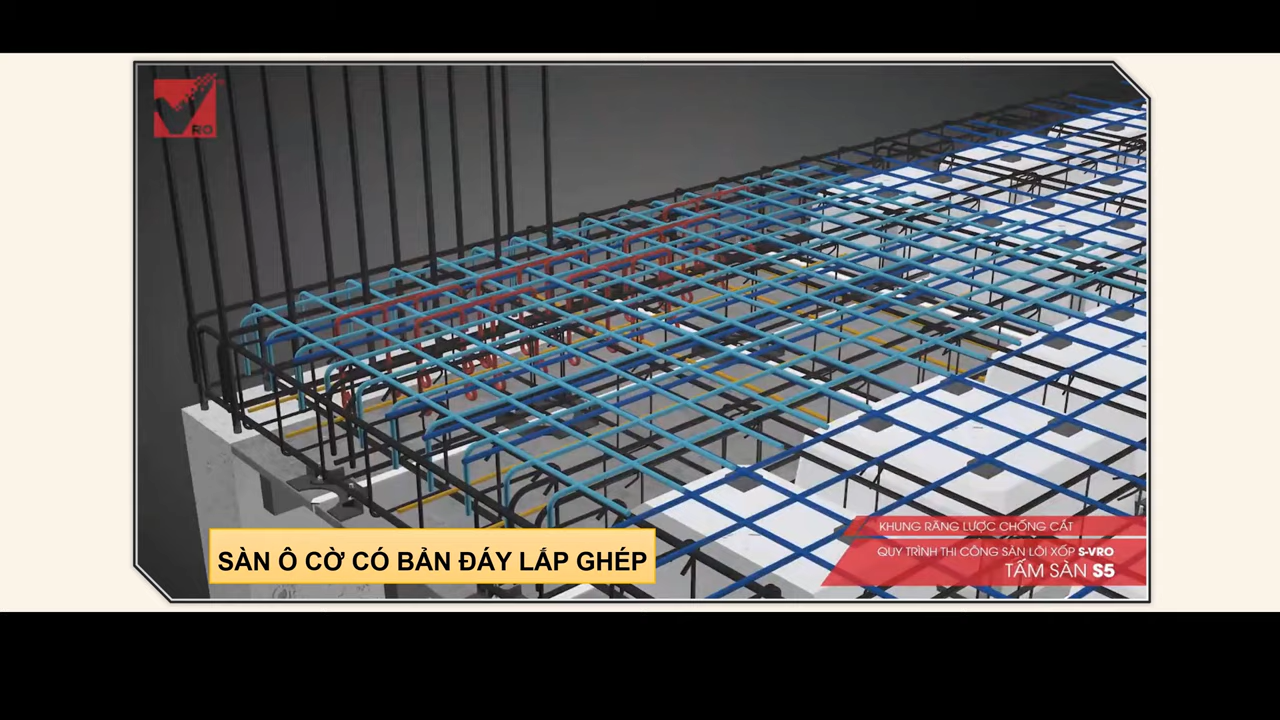 RO
SÀN Ô CỜ CÓ BẢN ĐÁY LẮP GHÉP
KHUNG RĂNG LƯỢC CHỐNG CẮT
QUY TRÌNH THI CÔNG SÀN LÕI XỐP S-VRO
TẤM SÀN S5